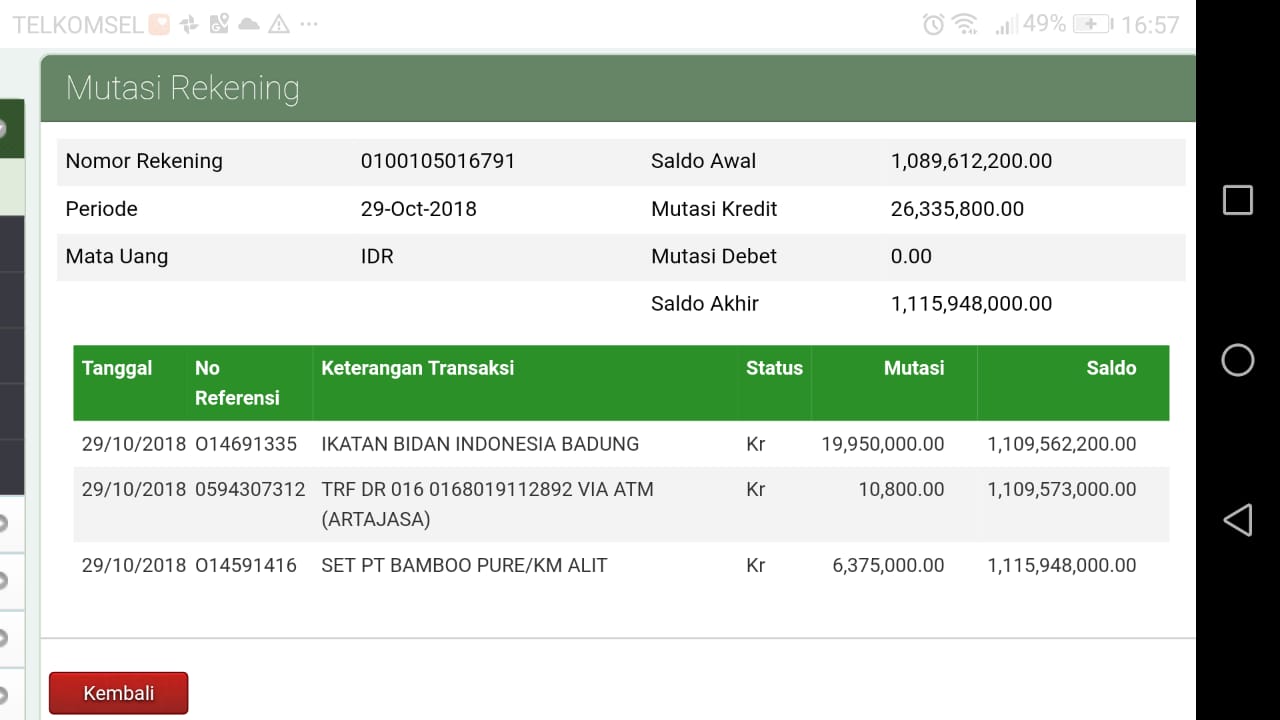 TELKOMSEL 49% 16:57
Mutasi Rekening
Nomor Rekening 0100105016791 Saldo Awal 1,089,612,200.00
Periode 29-Oct-2018 Mutasi Kredit 26,335,800.00
Mata Uang IDR Mutasi Debet 0.00
Saldo Akhir 1,115,948,000.00
Tanggal No Keterangan Transaksi Status Mutasi Saldo
Referensi
29/10/2018 O14691335 IKATAN BIDAN INDONESIA BADUNG Kr 19,950,000.00 1,109,562,200.00
29/10/2018 0594307312 TRF DR 016 0168019112892 VIA ATM Kr 10,800.00 1,109,573,000.00
(ARTAJASA)
29/10/2018 O14591416 SET PT BAMBOO PURE/KM ALIT Kr 6,375,000.00 1,115,948,000.00
Kembali